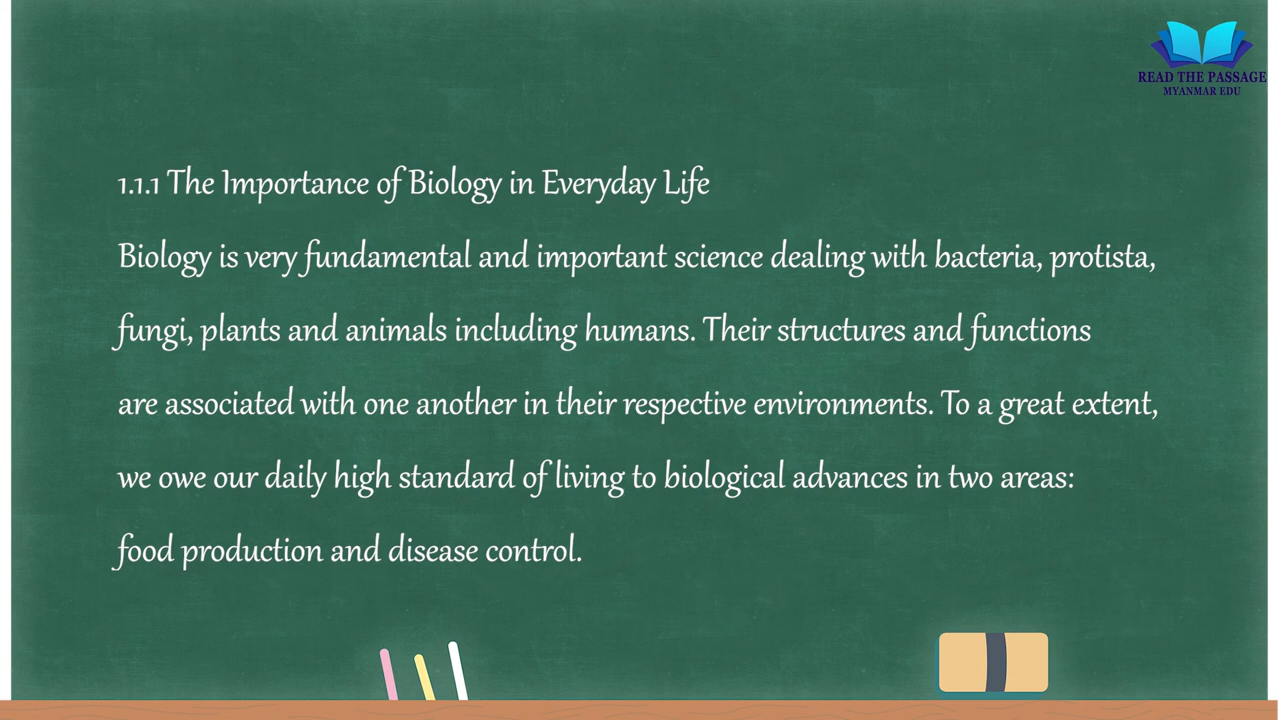 READ THE PASSAGE
MYANMAR EDU
1.1.1 The Importance of Biology in Everyday Life
Biology is very fundamental and important science dealing with bacteria, protista,
fungi, plants and animals including humans. Their structures and functions
are associated with one another in their respective environments. To a great extent,
we owe our daily high standard of living to biological advances in two areas:
food production and disease control.